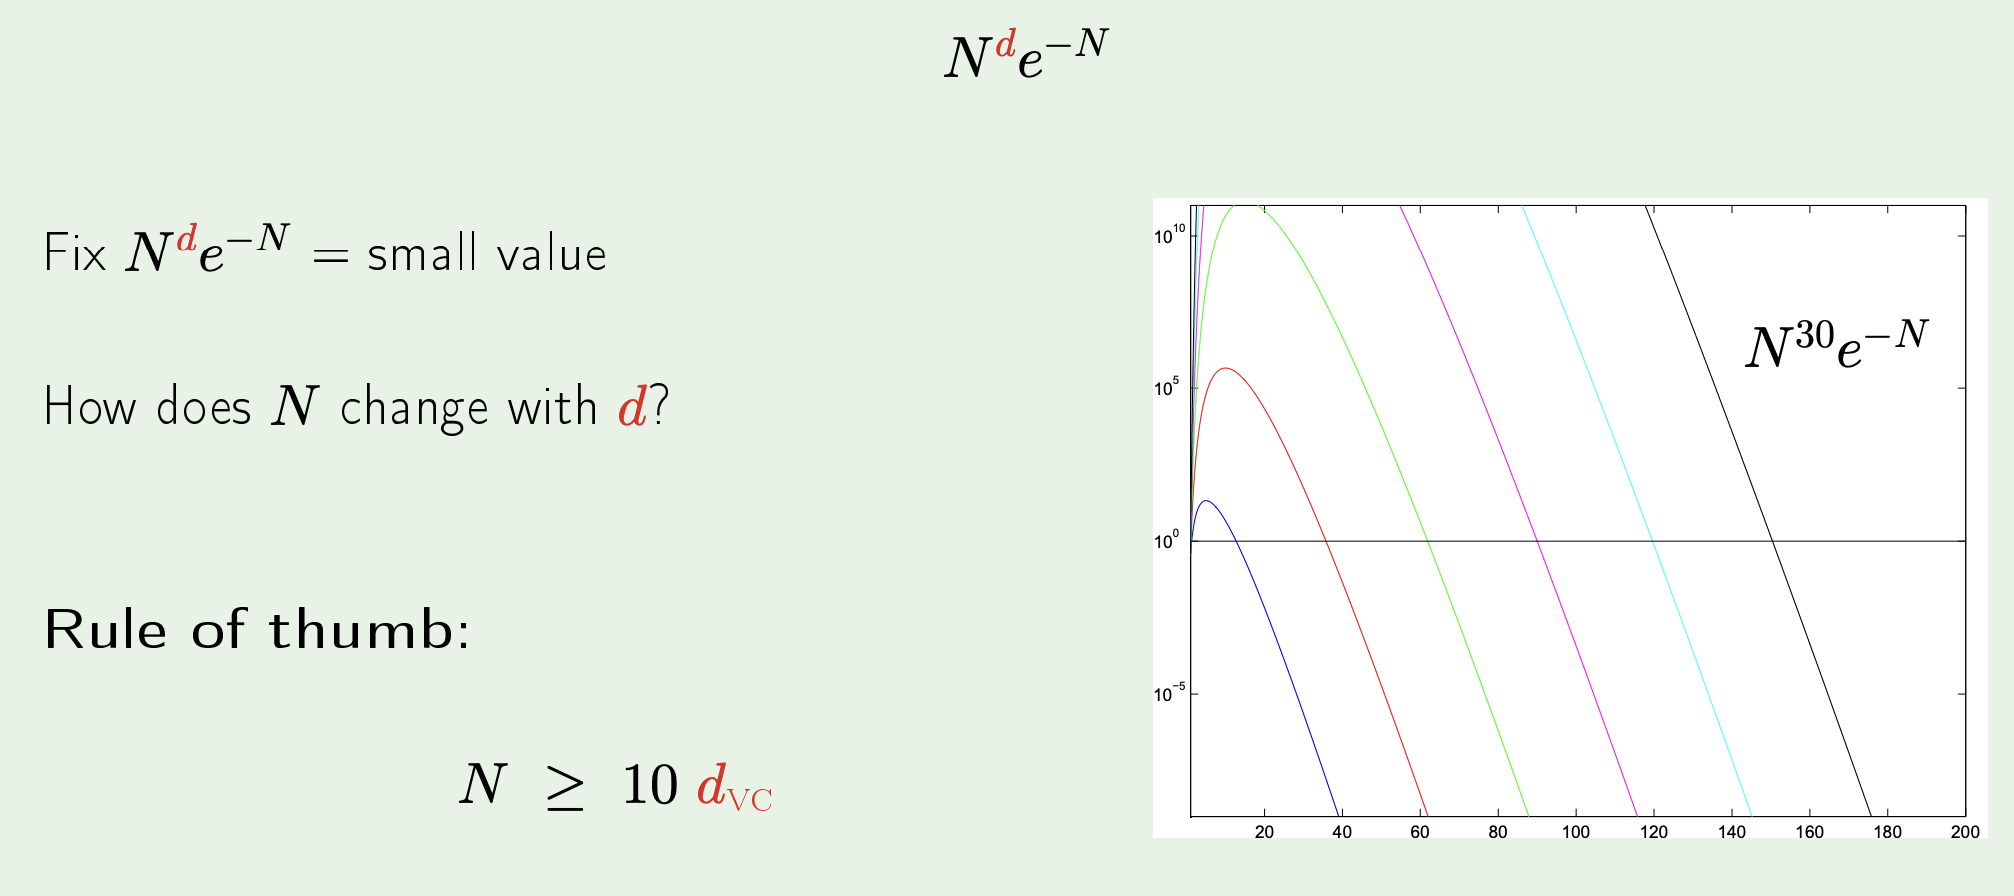 N^d e^{-N}
Fix N^d e^{-N} = small value
How does N change with d?
Rule of thumb:
N ≥ 10 d_VC
10^10
10^5
10^0
10^−5
N^30 e^{-N}
20 40 60 80 100 120 140 160 180 200